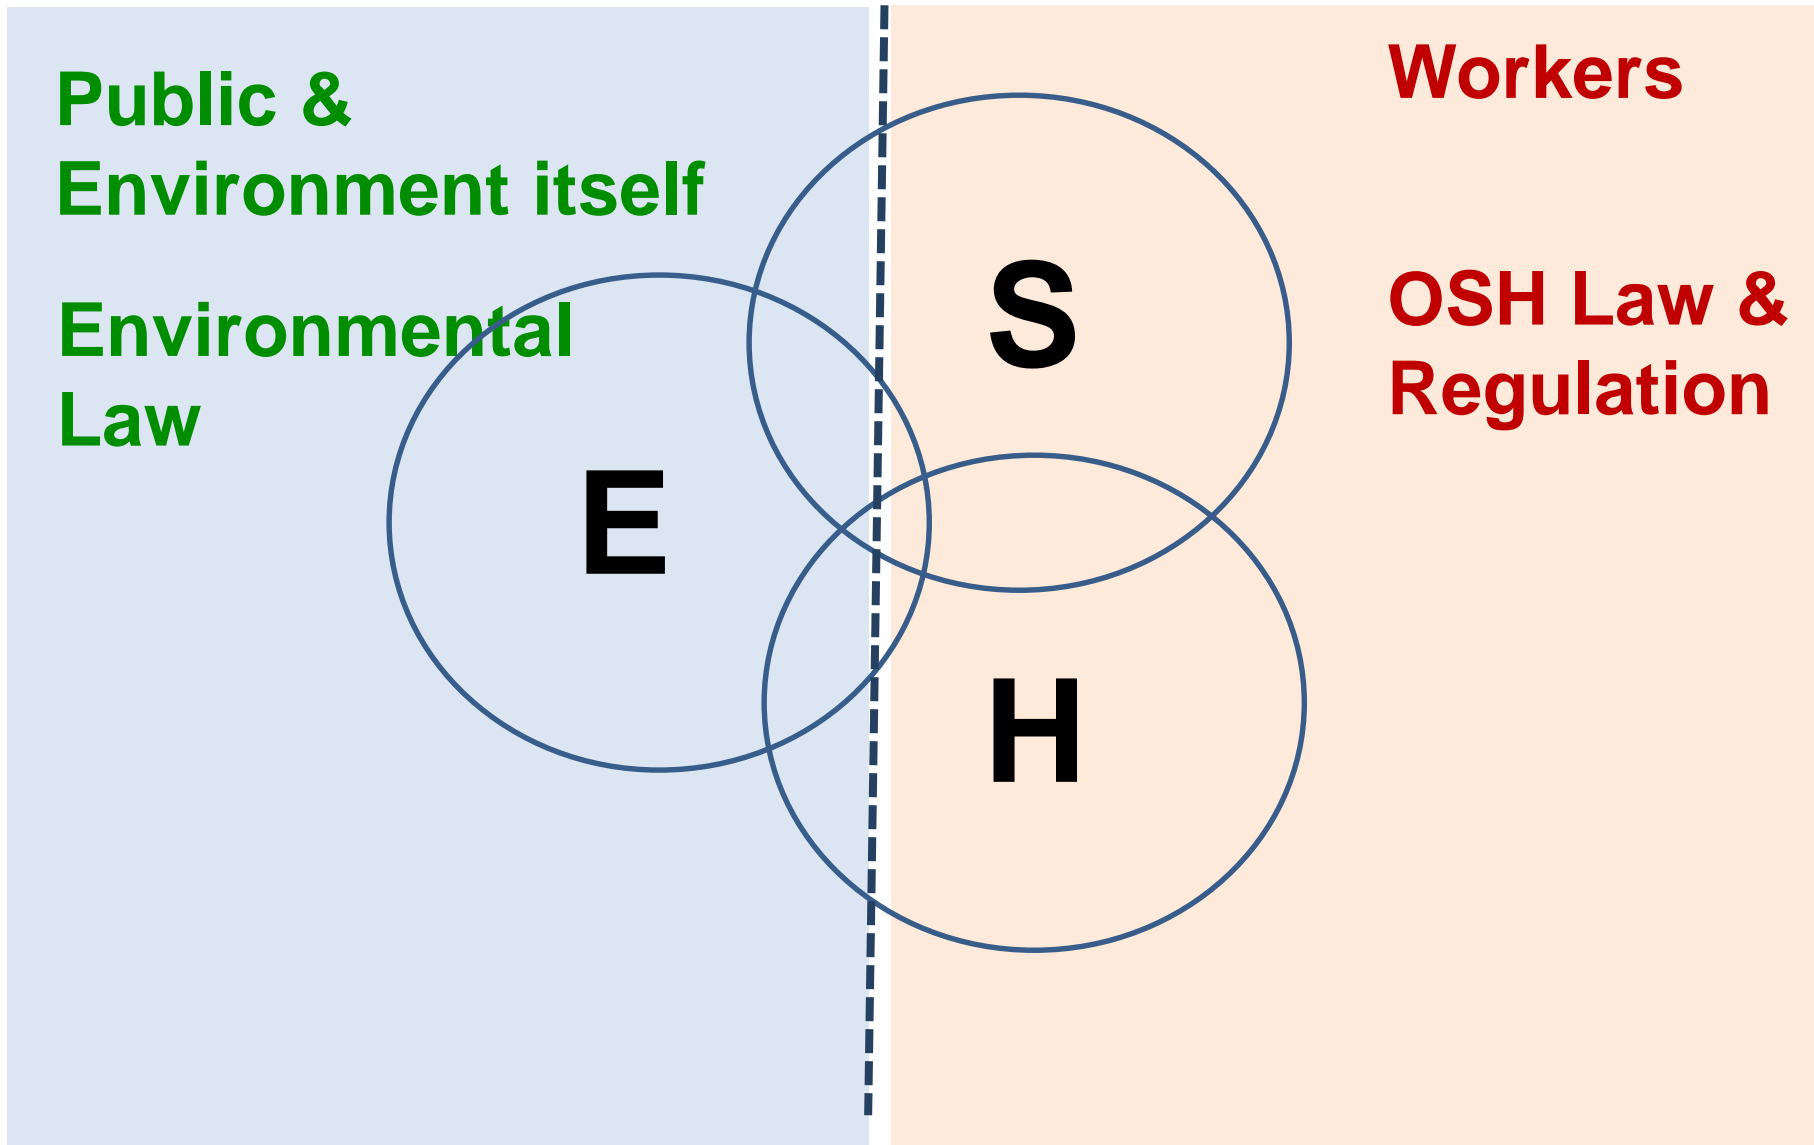 Public &
Environment itself
Environmental
Law
E
Workers
OSH Law &
Regulation
S
H